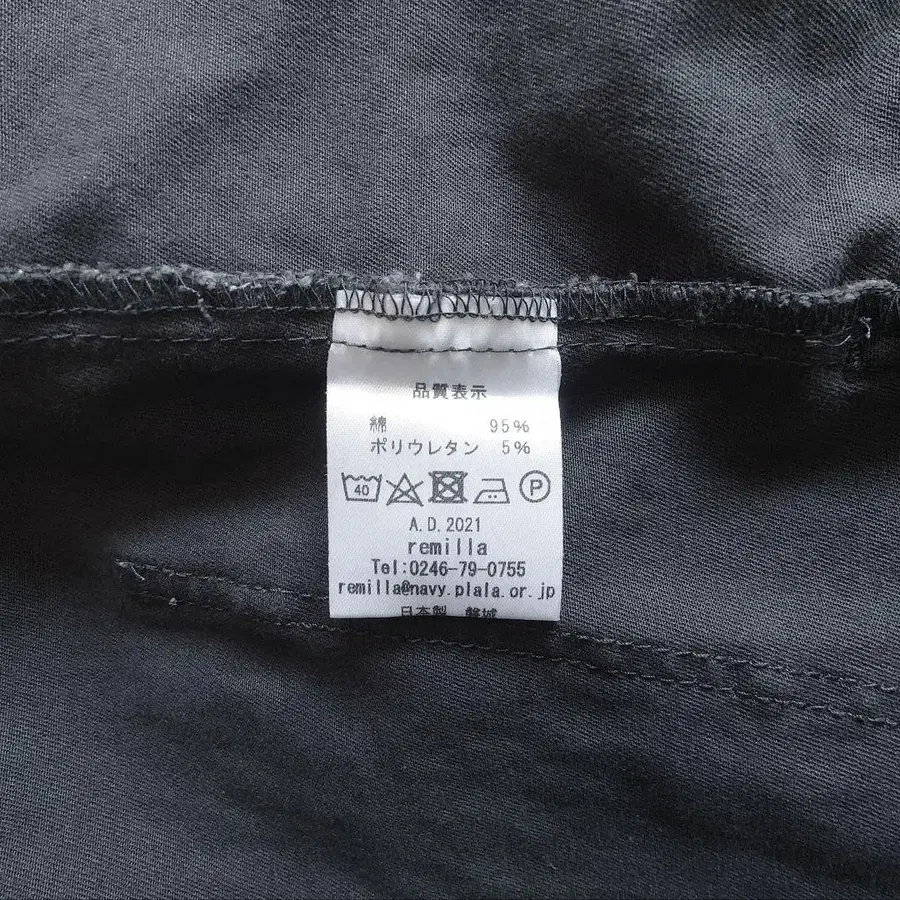 品質表示
綿 95%
ポリウレタン 5%
40 P
A.D.2021
remilla
Tel:0246-79-0755
remilla@navy.plala.or.jp
日本製 磐城